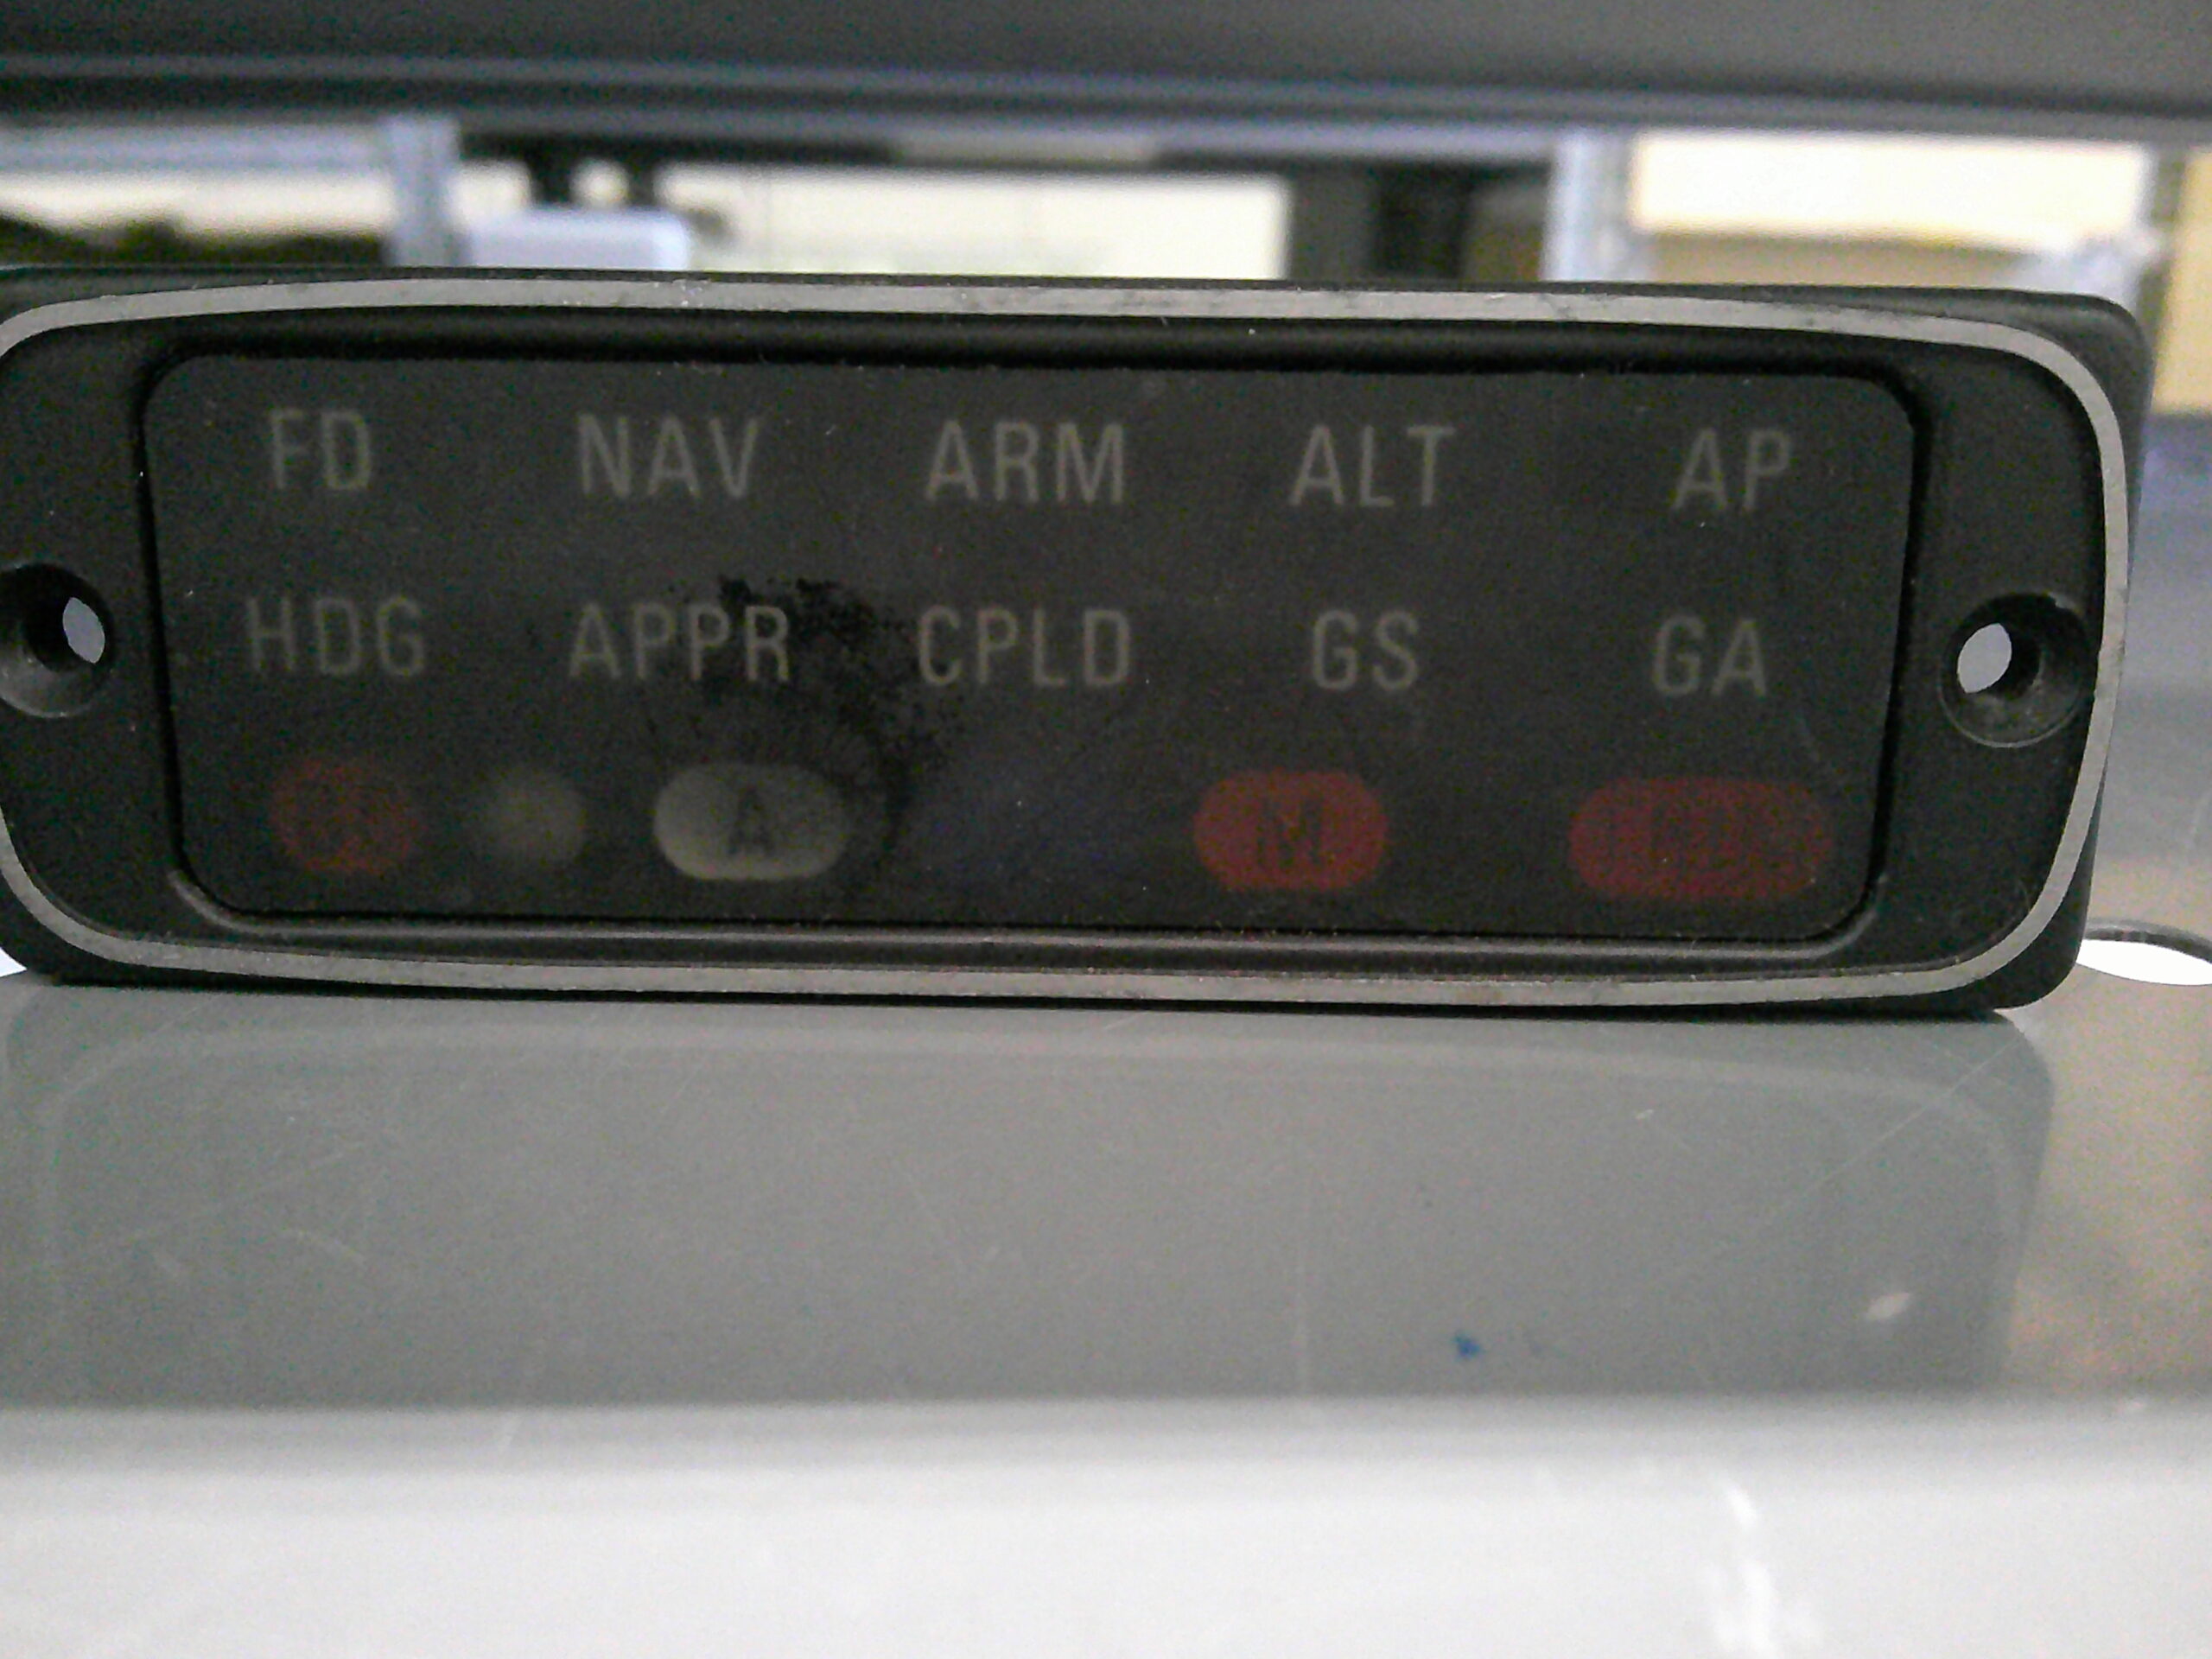 FD NAV ARM ALT AP
HDG APPR CPLD GS GA
A M